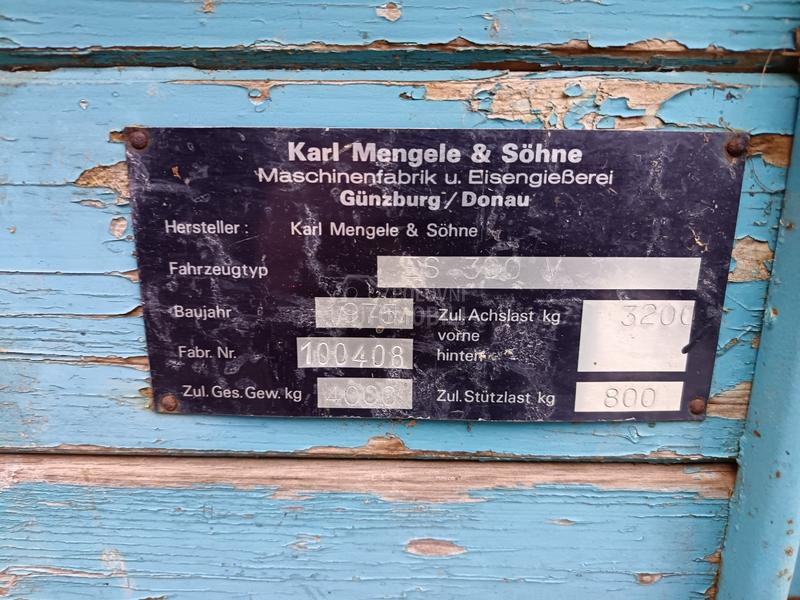 Karl Mengele & Söhne
Maschinenfabrik u. Eisengießerei
Günzburg/Donau
Hersteller: Karl Mengele & Söhne
Fahrzeugtyp
Baujahr Zul. Achslast kg 3200
vorne
Fabr. Nr. 100408 hinten
Zul. Ges. Gew. kg 4000 Zul. Stützlast kg 800